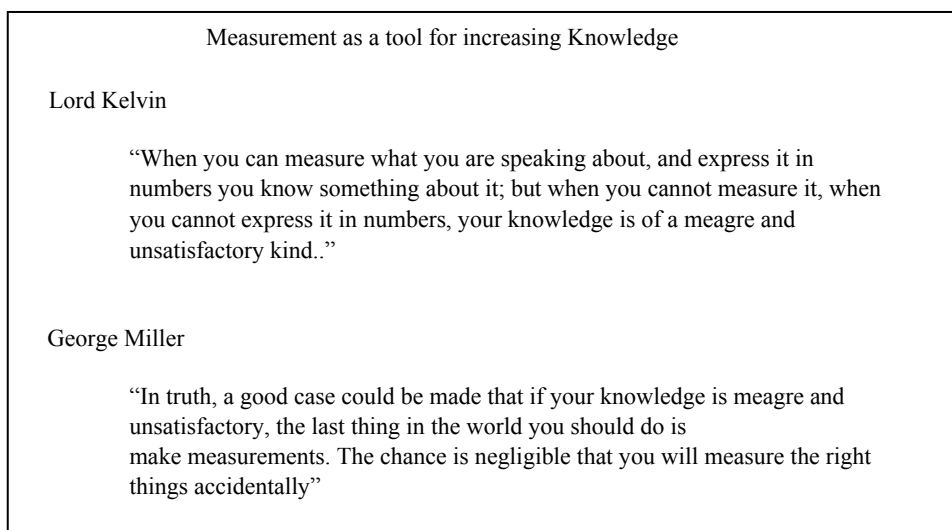 Measurement as a tool for increasing Knowledge
Lord Kelvin
“When you can measure what you are speaking about, and express it in
numbers you know something about it; but when you cannot measure it, when
you cannot express it in numbers, your knowledge is of a meagre and
unsatisfactory kind..”
George Miller
“In truth, a good case could be made that if your knowledge is meagre and
unsatisfactory, the last thing in the world you should do is
make measurements. The chance is negligible that you will measure the right
things accidentally”